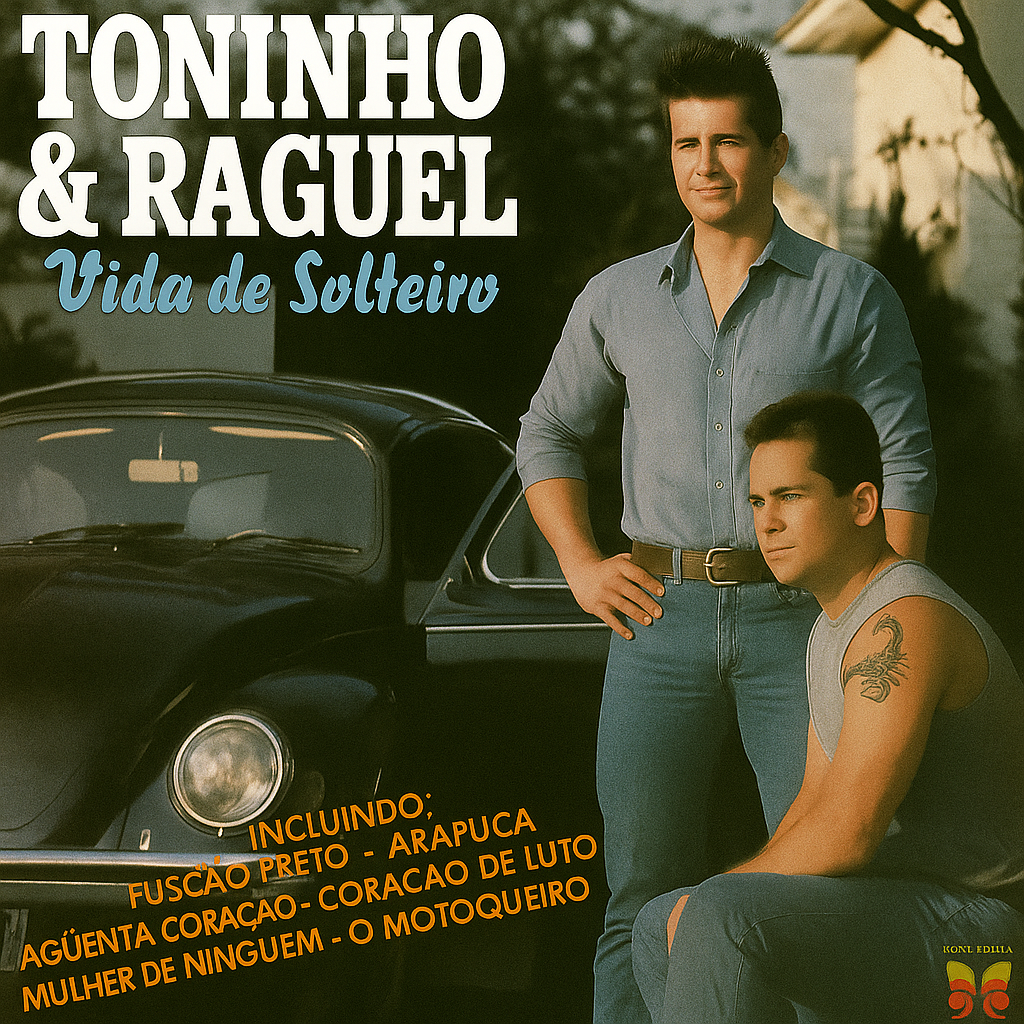 TONINHO
& RAGUEL
Vida de Solteiro
INCLUINDO;
FUSCÃO PRETO - ARAPUCA
AGÜENTA CORAÇAO - CORACAO DE LUTO
MULHER DE NINGUEM - O MOTOQUEIRO